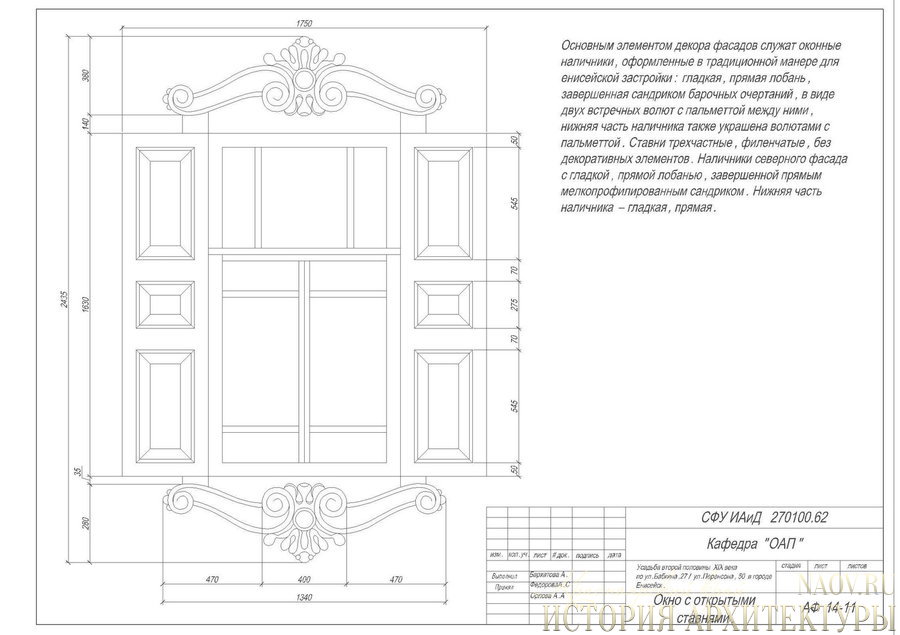 1750
Основным элементом декора фасадов служат оконные
наличники , оформленные в традиционной манере для
енисейской застройки : гладкая , прямая лобань ,
завершенная сандриком барочных очертаний , в виде
двух встречных волют с пальметтой между ними ,
нижняя часть наличника также украшена волютами с
пальметтой . Ставни трехчастные , филенчатые , без
декоративных элементов . Наличники северного фасада
с гладкой , прямой лобанью , завершенной прямым
мелкопрофилированным сандриком . Нижняя часть
наличника – гладкая , прямая .
380
140
2435
1630
35
280
50
545
70
275
70
545
50
470 400 470
1340
СФУ ИАиД 270100.62
Кафедра "ОАП "
изм. кол.уч. лист #док. подпись дата
Выполнил Бархатова А .
Принял Федорова Л . С
Орлова А .А
Усадьба второй половины XIX века
по ул.Бабкина ,27 / ул. 30 в городе
Енисейск .
стадия лист листов
Окно с открытыми
ставнями
АФ 14-11
NAOV.RU
ИСТОРИЯ АРХИТЕКТУРЫ